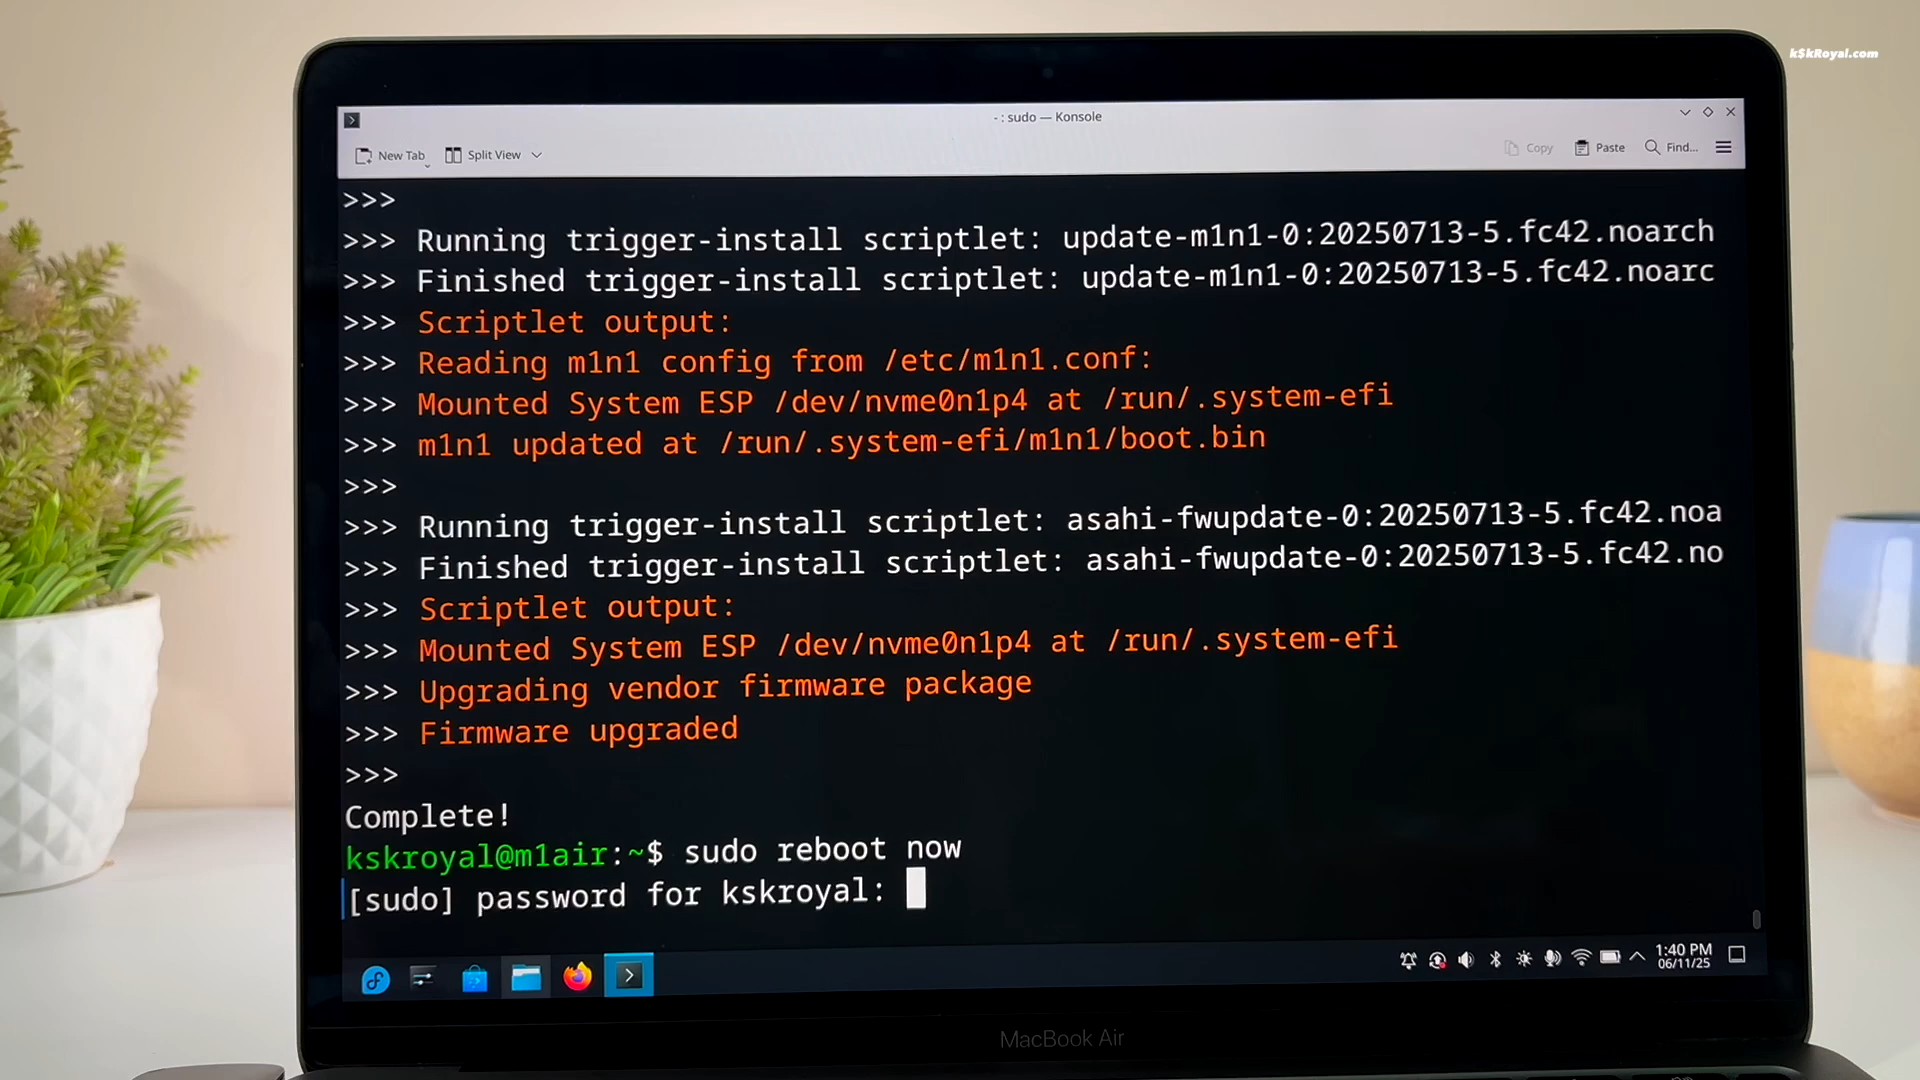 k$kRoyal.com
- : sudo — Konsole
New Tab
Split View
Copy
Paste
Find...
>>>
>>> Running trigger-install scriptlet: update-m1n1-0:20250713-5.fc42.noarch
>>> Finished trigger-install scriptlet: update-m1n1-0:20250713-5.fc42.noarc
>>> Scriptlet output:
>>> Reading m1n1 config from /etc/m1n1.conf:
>>> Mounted System ESP /dev/nvme0n1p4 at /run/.system-efi
>>> m1n1 updated at /run/.system-efi/m1n1/boot.bin
>>>
>>> Running trigger-install scriptlet: asahi-fwupdate-0:20250713-5.fc42.noa
>>> Finished trigger-install scriptlet: asahi-fwupdate-0:20250713-5.fc42.no
>>> Scriptlet output:
>>> Mounted System ESP /dev/nvme0n1p4 at /run/.system-efi
>>> Upgrading vendor firmware package
>>> Firmware upgraded
>>>
Complete!
kskroyal@m1air:~$ sudo reboot now
[sudo] password for kskroyal:
1:40 PM
06/11/25
MacBook Air